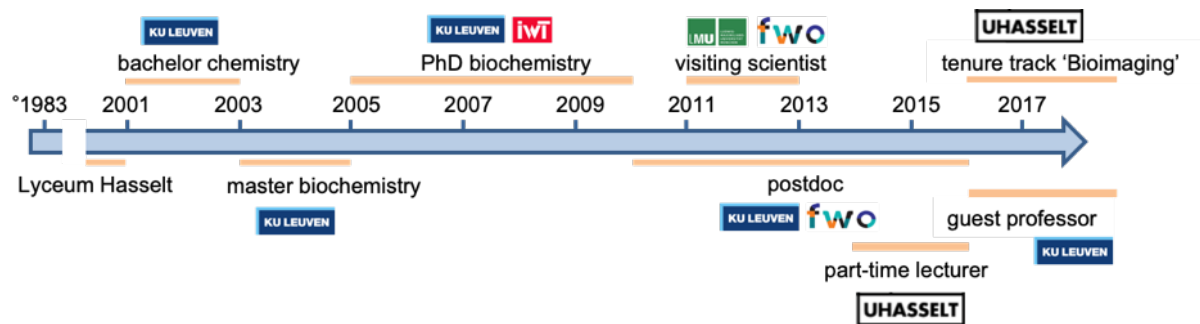 KU LEUVEN
KU LEUVEN iwT
LMU fwo
UHASSELT
bachelor chemistry
PhD biochemistry
visiting scientist
tenure track ‘Bioimaging’
°1983 2001 2003 2005 2007 2009 2011 2013 2015 2017
Lyceum Hasselt
master biochemistry
postdoc
KU LEUVEN
KU LEUVEN fwo
guest professor
KU LEUVEN
part-time lecturer
UHASSELT